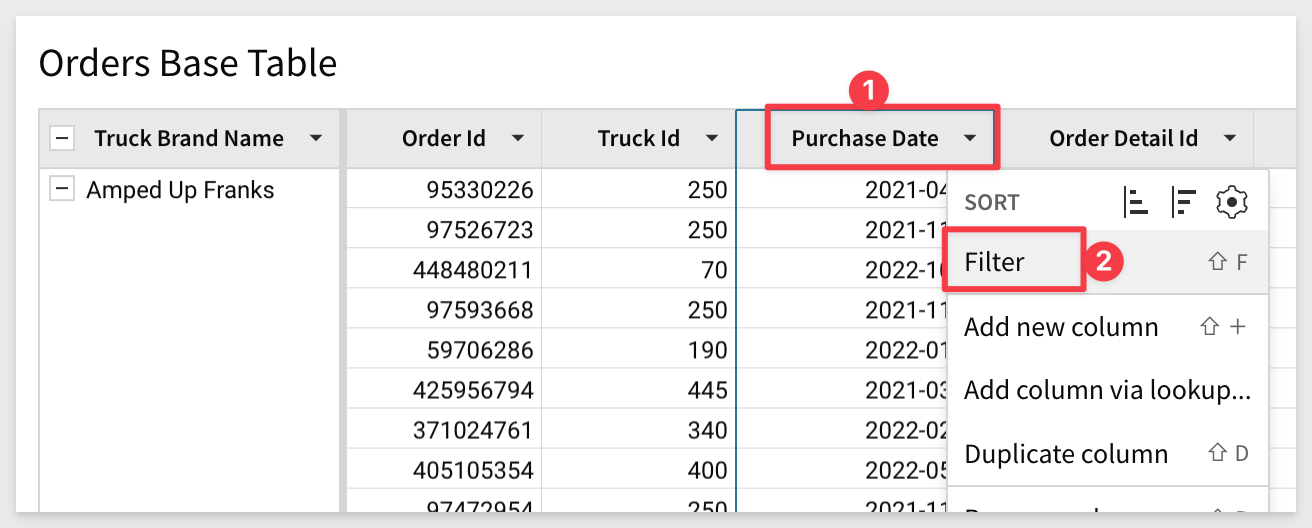 Orders Base Table
1
Truck Brand Name Order Id Truck Id Purchase Date Order Detail Id
Amped Up Franks 95330226 250 2021-04
SORT
97526723 250 2021-11
Filter ⇧ F
2
448480211 70 2022-10
97593668 250 2021-11
Add new column ⇧ +
59706286 190 2022-01
425956794 445 2021-03
Add column via lookup...
371024761 340 2022-02
Duplicate column ⇧ D
405105354 400 2022-05
97472954 250 2021-11